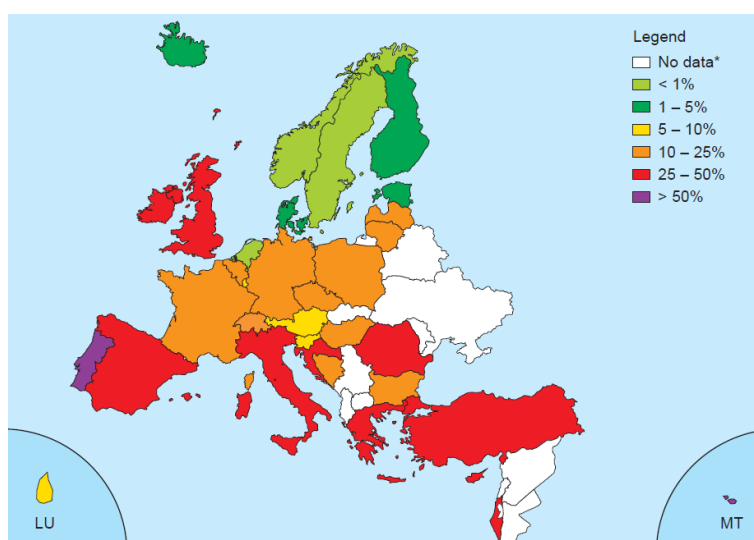 Legend
No data*
< 1%
1 – 5%
5 – 10%
10 – 25%
25 – 50%
> 50%
LU
MT